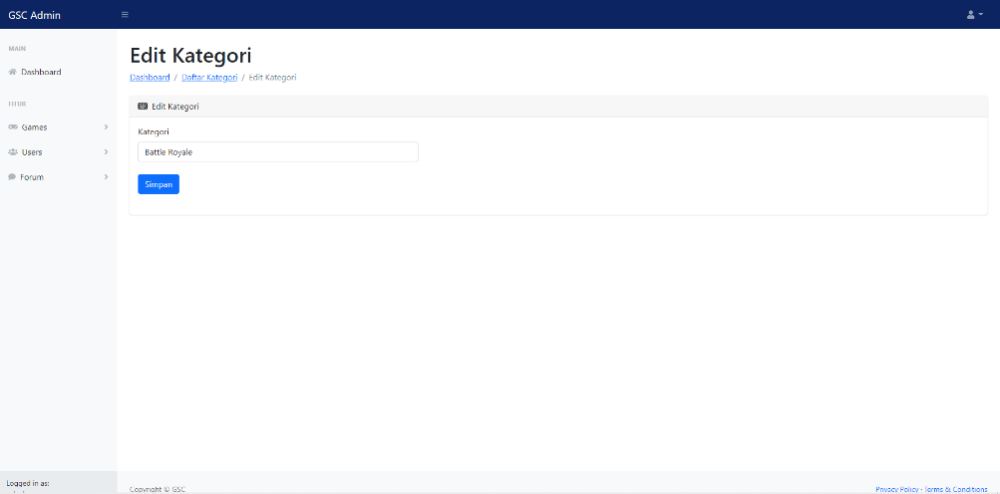 GSC Admin
MAIN
Dashboard
FITUR
Games
Users
Forum
Logged in as:
Edit Kategori
Dashboard / Daftar Kategori / Edit Kategori
Edit Kategori
Kategori
Battle Royale
Simpan
Copyright © GSC
Privacy Policy · Terms & Conditions